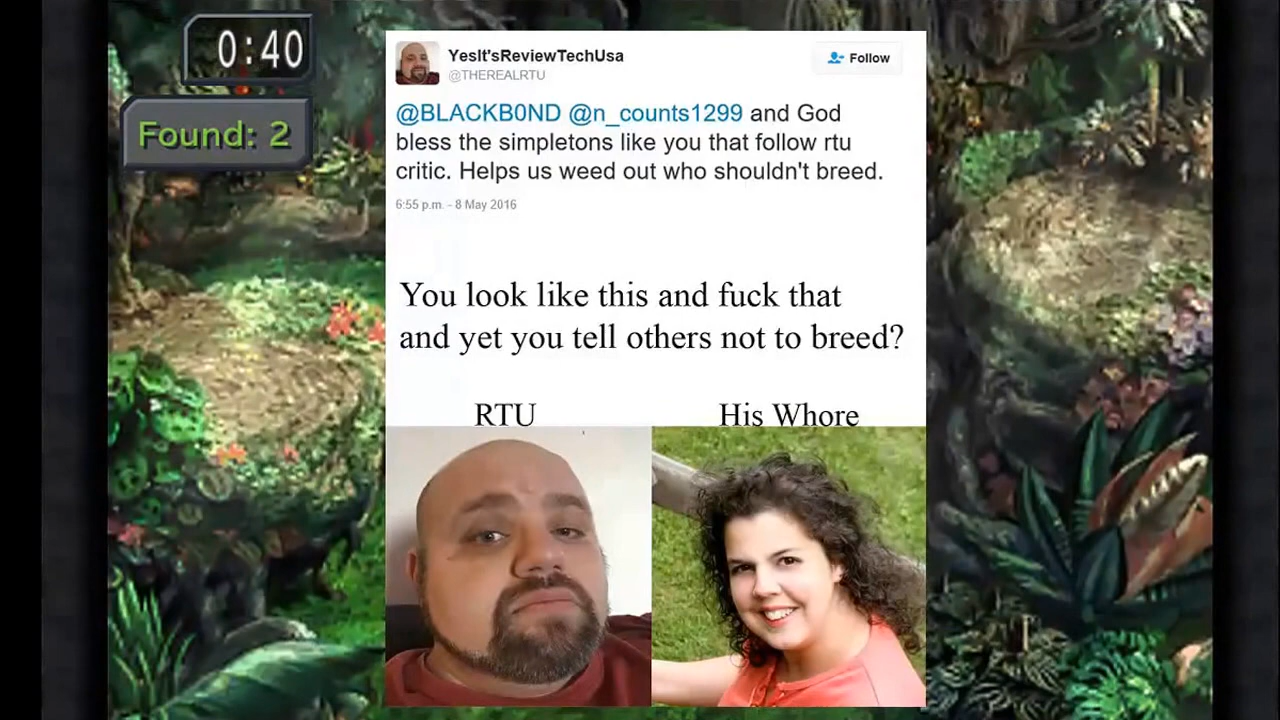 0:40
Found: 2
YesIt'sReviewTechUsa
@THEREALRTU
Follow
@BLACKB0ND @n_counts1299 and God
bless the simpletons like you that follow rtu
critic. Helps us weed out who shouldn't breed.
6:55 p.m. - 8 May 2016
You look like this and fuck that
and yet you tell others not to breed?
RTU
His Whore